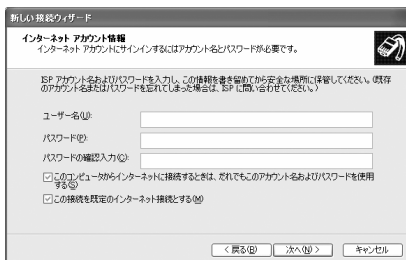 新しい接続ウィザード
インターネット アカウント情報
インターネット アカウントにサインインするにはアカウント名とパスワードが必要です。
ISP アカウント名およびパスワードを入力し、この情報を書き留めてから安全な場所に保管してください。(既存
のアカウント名またはパスワードを忘れてしまった場合は、ISP に問い合わせてください。)
ユーザー名(U):
パスワード(P):
パスワードの確認入力(C):
このコンピュータからインターネットに接続するときは、だれでもこのアカウント名およびパスワードを使用
する(S)
この接続を既定のインターネット接続とする(M)
< 戻る(B)
次へ(N) >
キャンセル